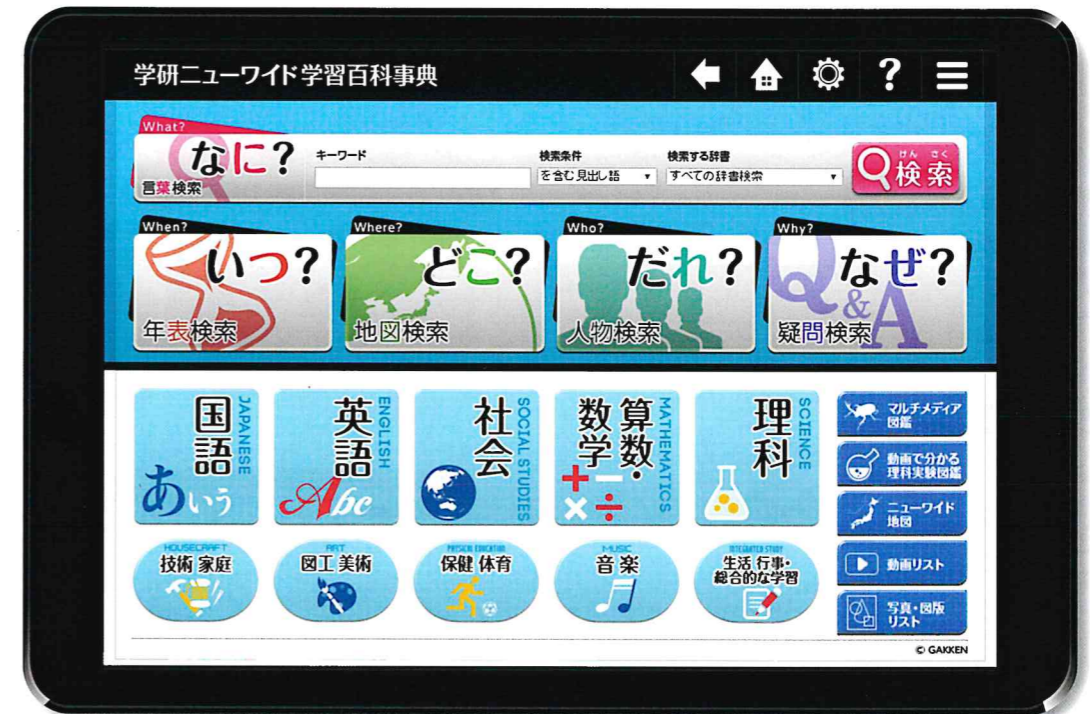 学研ニューワイド学習百科事典
?
What?
なに?
言葉検索
キーワード
検索条件
を含む見出し語
検索する辞書
すべての辞書検索
けん さく
検索
When?
いつ?
年表検索
Where?
どこ?
地図検索
Who?
だれ?
人物検索
Why?
なぜ?
Q&A
疑問検索
国語
JAPANESE
あいう
英語
ENGLISH
Abc
社会
SOCIAL STUDIES
算数・
数学
MATHEMATICS
理科
SCIENCE
マルチメディア
図鑑
動画で分かる
理科実験図鑑
ニューワイド
地図
動画リスト
写真・図版
リスト
HOUSECRAFT
技術 家庭
ART
図工 美術
PHYSICAL EDUCATION
保健 体育
MUSIC
音楽
INTEGRATED STUDY
生活 行事・
総合的な学習
© GAKKEN